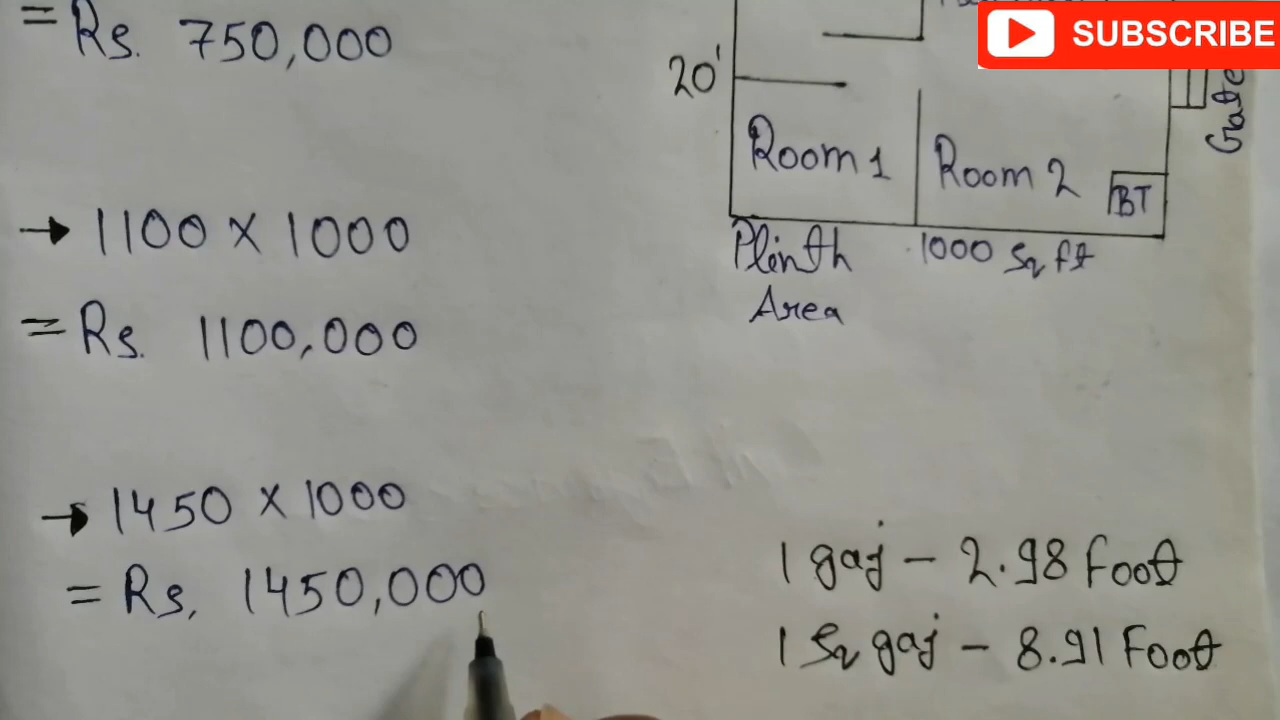 = Rs. 750,000
→ 1100 × 1000
= Rs. 1100,000
→ 1450 × 1000
= Rs. 1450,000
SUBSCRIBE
20'
Gate
Room 1
Room 2
BT
Plinth 1000 Sq ft
Area
1 gaj - 2.98 Foot
1 Sq gaj - 8.91 Foot